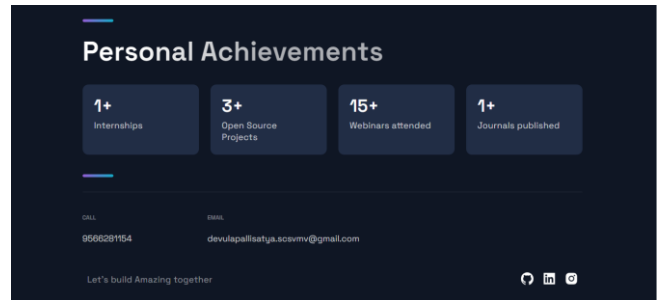 Personal Achievements
1+
Internships
3+
Open Source
Projects
15+
Webinars attended
1+
Journals published
CALL
9566281154
EMAIL
devulapallisatya.scsvmv@gmail.com
Let's build Amazing together